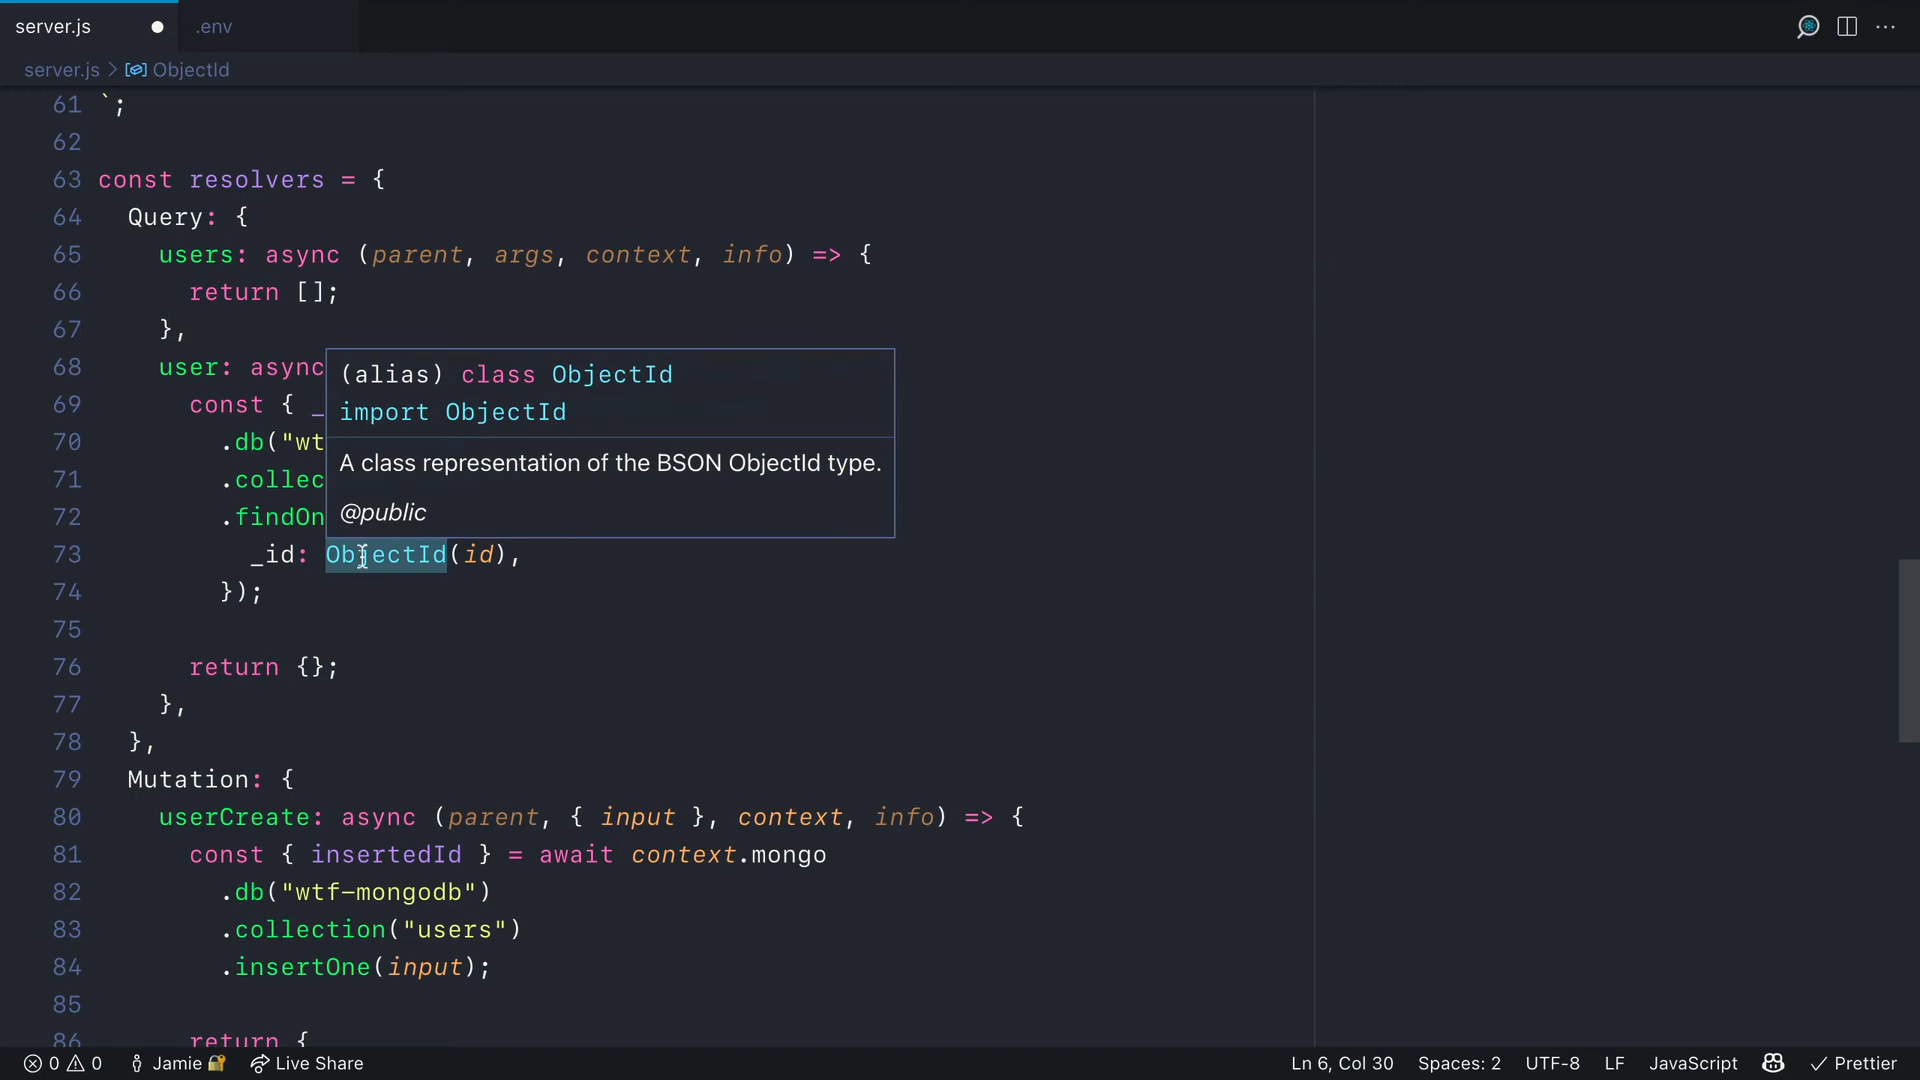 server.js
.env
server.js > ObjectId
61 `;
62
63 const resolvers = {
64 Query: {
65 users: async (parent, args, context, info) => {
66 return [];
67 },
68 user: async
69 const { _
70 .db("wt
71 .collec
72 .findOn
(alias) class ObjectId
import ObjectId
A class representation of the BSON ObjectId type.
@public
73 _id: ObjectId(id),
74 });
75
76 return {};
77 },
78 },
79 Mutation: {
80 userCreate: async (parent, { input }, context, info) => {
81 const { insertedId } = await context.mongo
82 .db("wtf-mongodb")
83 .collection("users")
84 .insertOne(input);
85
86 return {
0 0 Jamie 🔐 Live Share Ln 6, Col 30 Spaces: 2 UTF-8 LF JavaScript Prettier